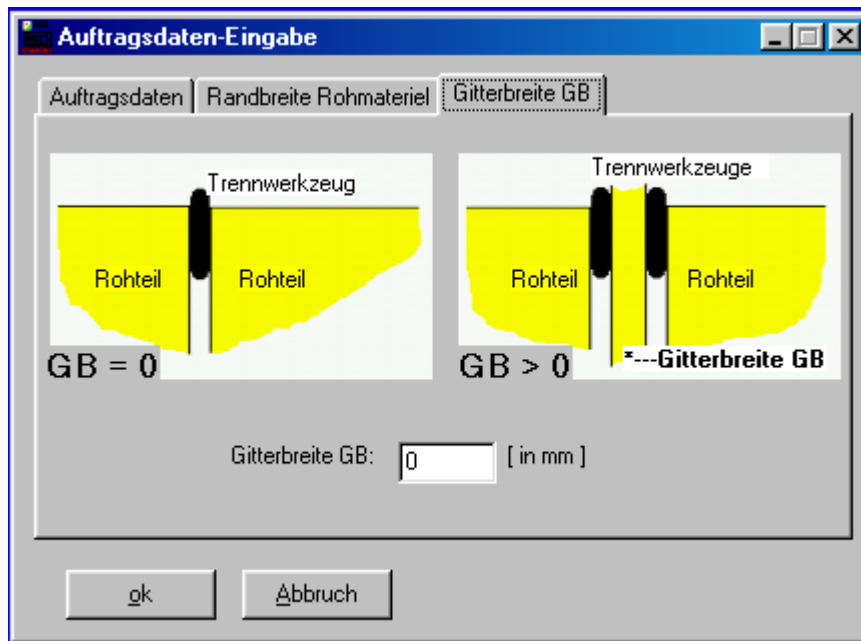 Auftragsdaten-Eingabe
Auftragsdaten
Randbreite Rohmateriel
Gitterbreite GB
Trennwerkzeug
Rohteil
Rohteil
GB = 0
Trennwerkzeuge
Rohteil
Rohteil
GB > 0
*---Gitterbreite GB
Gitterbreite GB: 0 [ in mm ]
ok
Abbruch